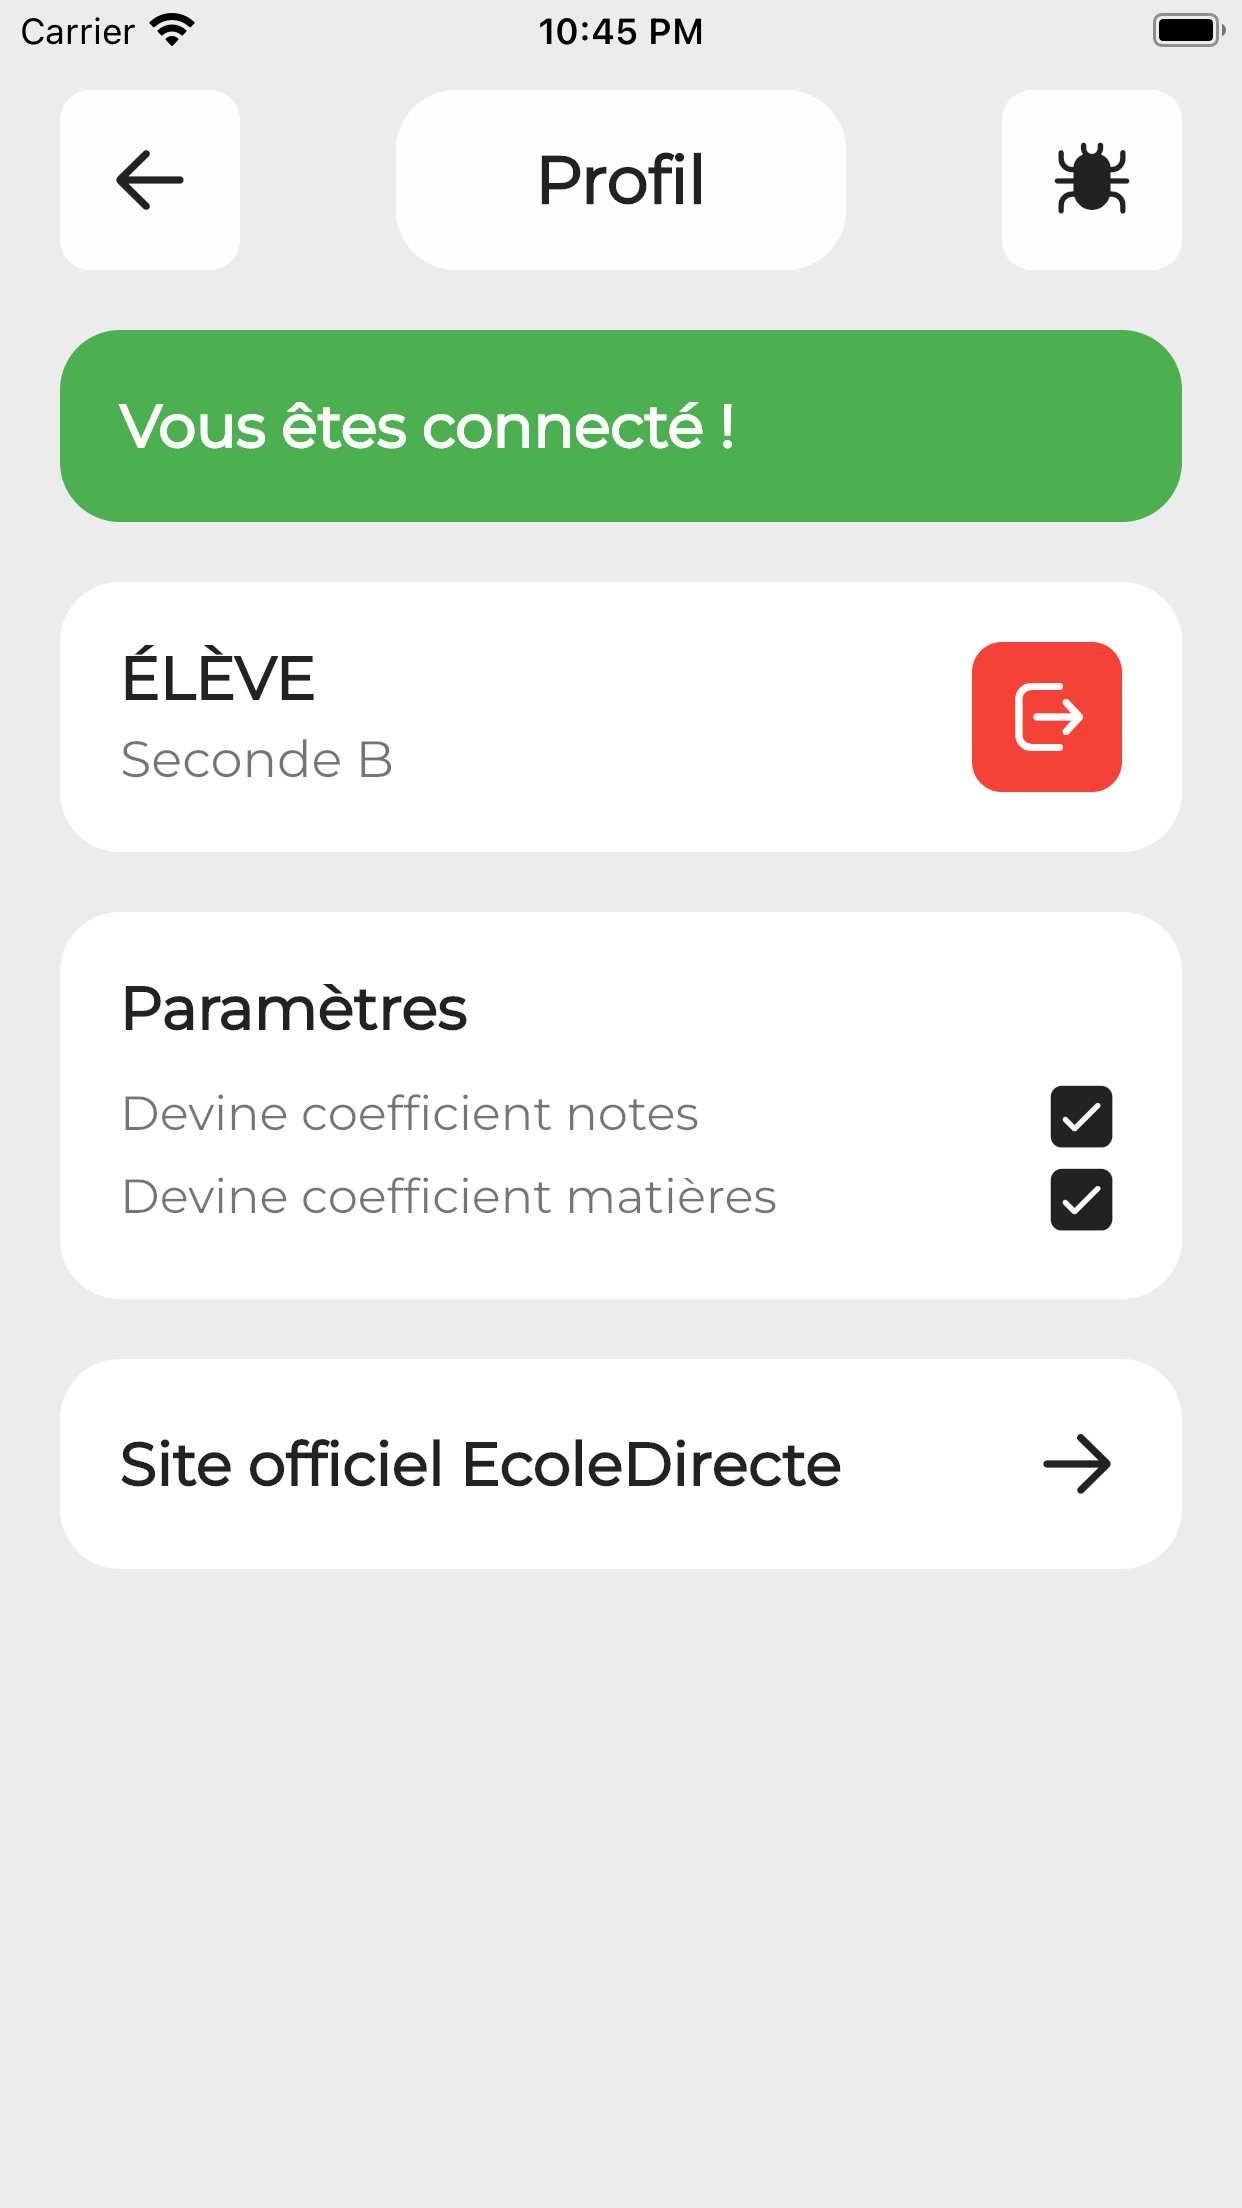 Carrier 10:45 PM
Profil
Vous êtes connecté !
ÉLÈVE
Seconde B
Paramètres
Devine coefficient notes
Devine coefficient matières
Site officiel EcoleDirecte